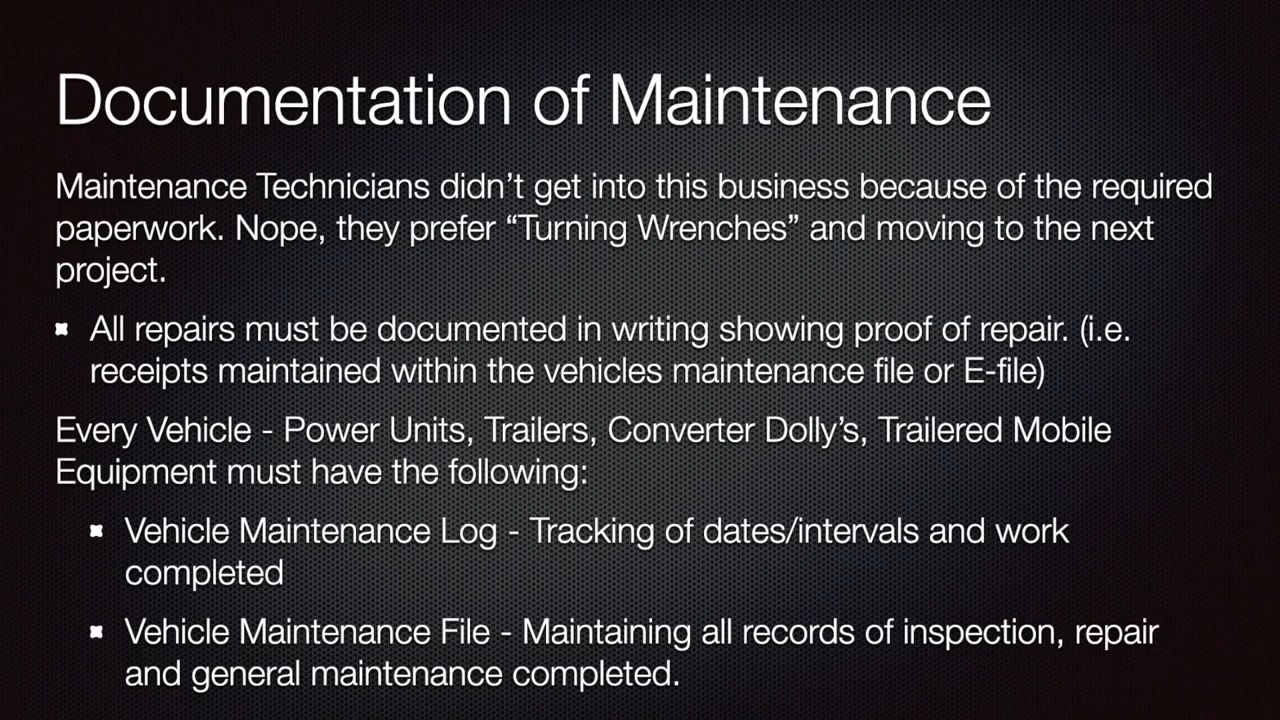 Documentation of Maintenance
Maintenance Technicians didn’t get into this business because of the required
paperwork. Nope, they prefer “Turning Wrenches” and moving to the next
project.
All repairs must be documented in writing showing proof of repair. (i.e.
receipts maintained within the vehicles maintenance file or E-file)
Every Vehicle - Power Units, Trailers, Converter Dolly’s, Trailered Mobile
Equipment must have the following:
Vehicle Maintenance Log - Tracking of dates/intervals and work
completed
Vehicle Maintenance File - Maintaining all records of inspection, repair
and general maintenance completed.